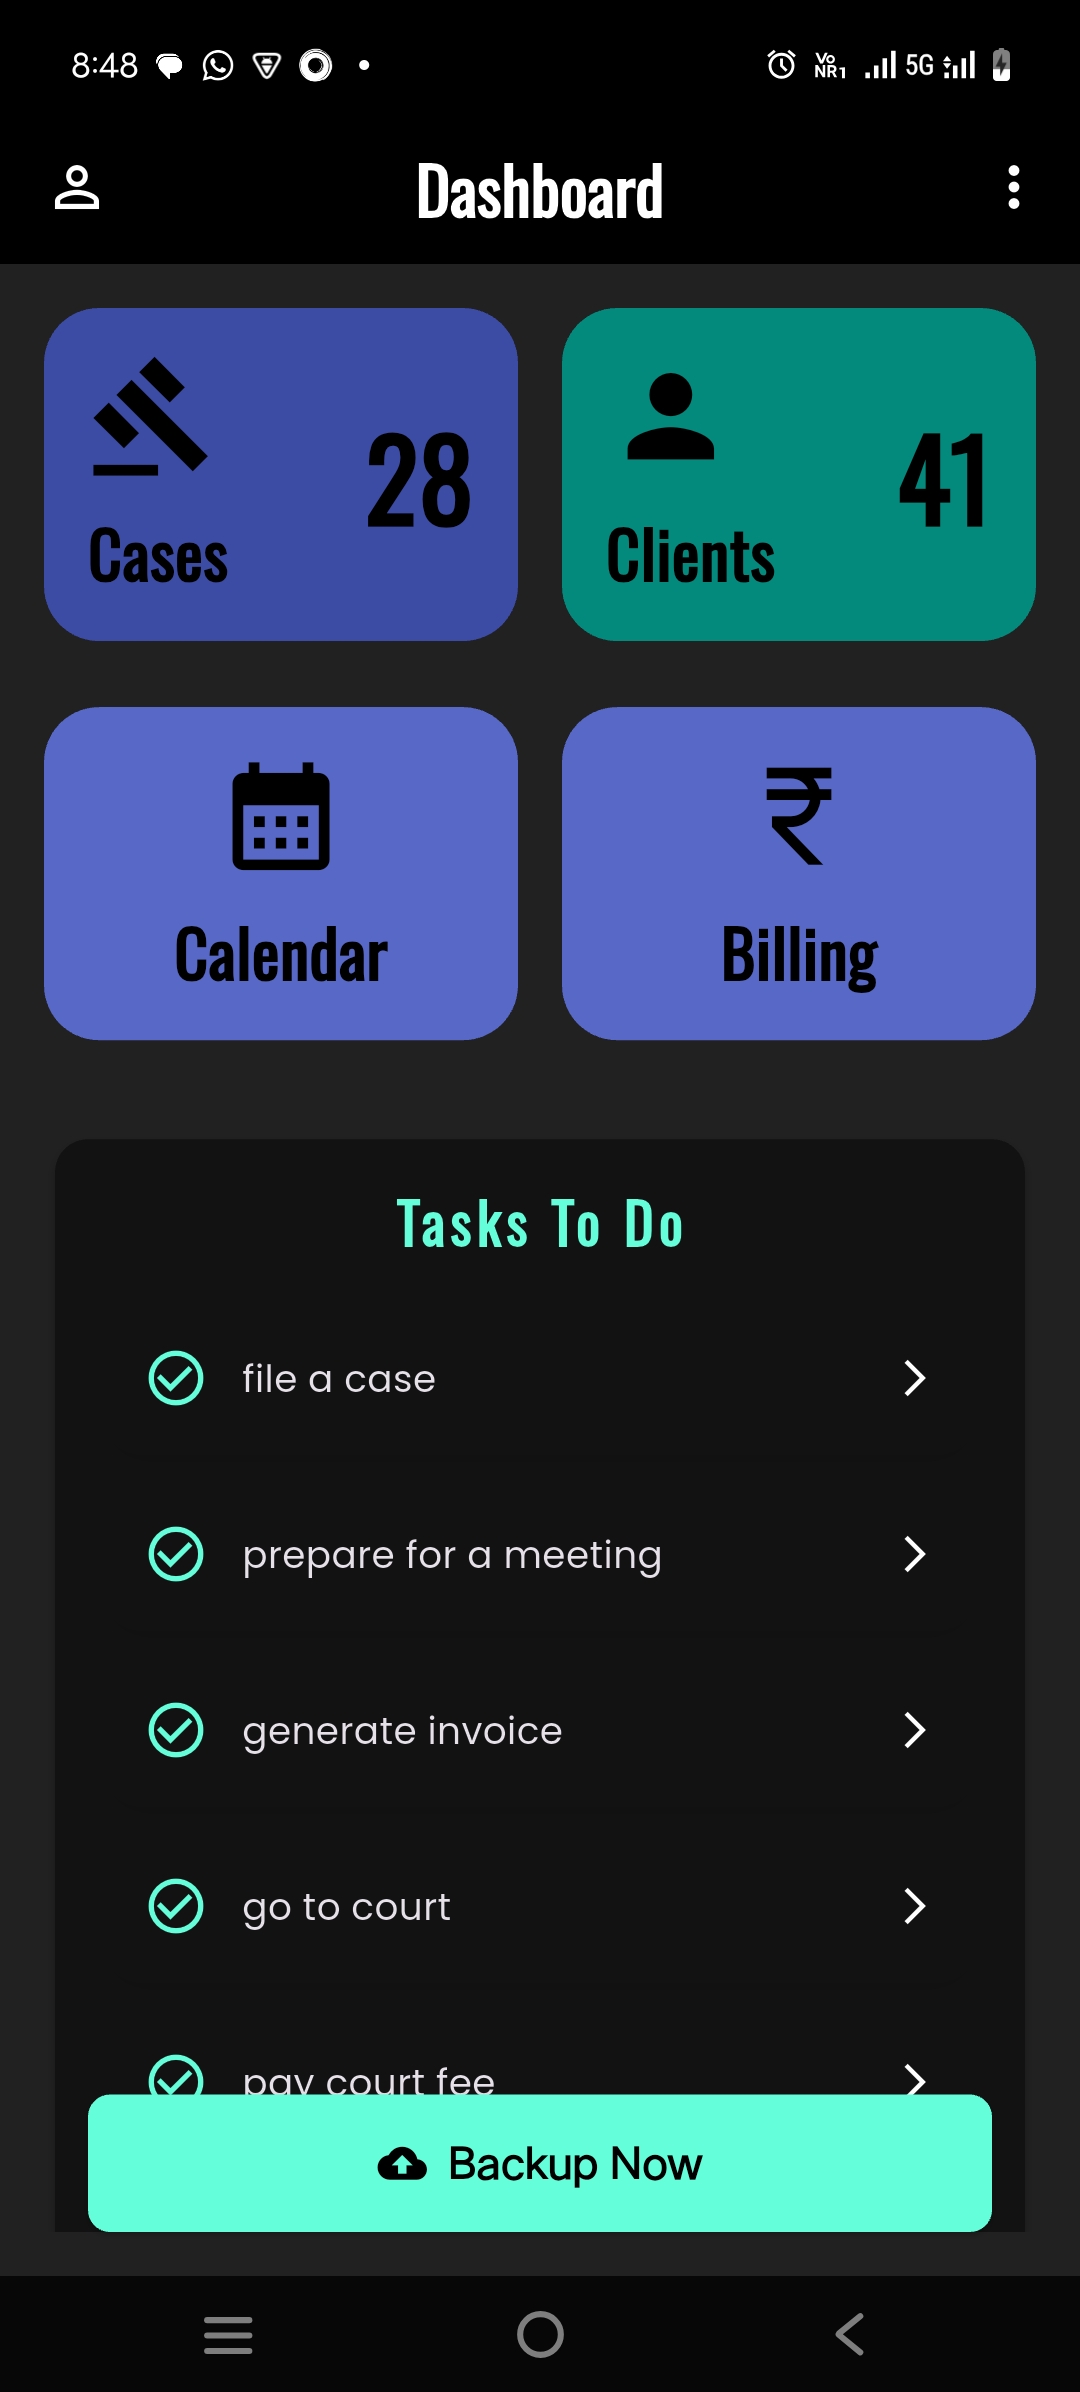 8:48
Vo NR1 5G
Dashboard
28
Cases
41
Clients
Calendar
₹
Billing
Tasks To Do
file a case
prepare for a meeting
generate invoice
go to court
pay court fee
Backup Now